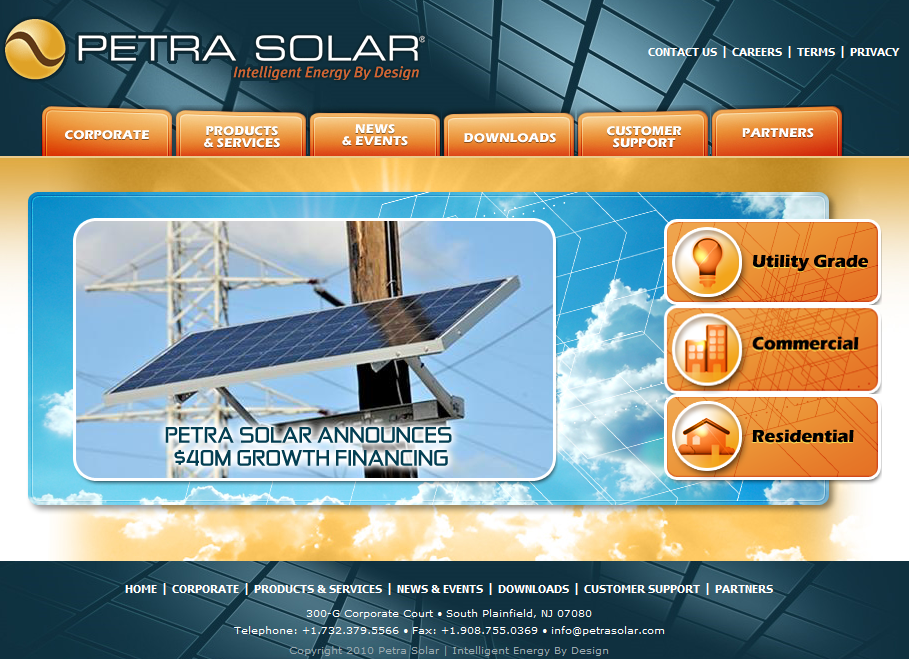 PETRA SOLAR®
Intelligent Energy By Design
CONTACT US | CAREERS | TERMS | PRIVACY
CORPORATE
PRODUCTS
& SERVICES
NEWS
& EVENTS
DOWNLOADS
CUSTOMER
SUPPORT
PARTNERS
PETRA SOLAR ANNOUNCES
$40M GROWTH FINANCING
Utility Grade
Commercial
Residential
HOME | CORPORATE | PRODUCTS & SERVICES | NEWS & EVENTS | DOWNLOADS | CUSTOMER SUPPORT | PARTNERS
300-G Corporate Court • South Plainfield, NJ 07080
Telephone: +1.732.379.5566 • Fax: +1.908.755.0369 • info@petrasolar.com
Copyright 2010 Petra Solar | Intelligent Energy By Design